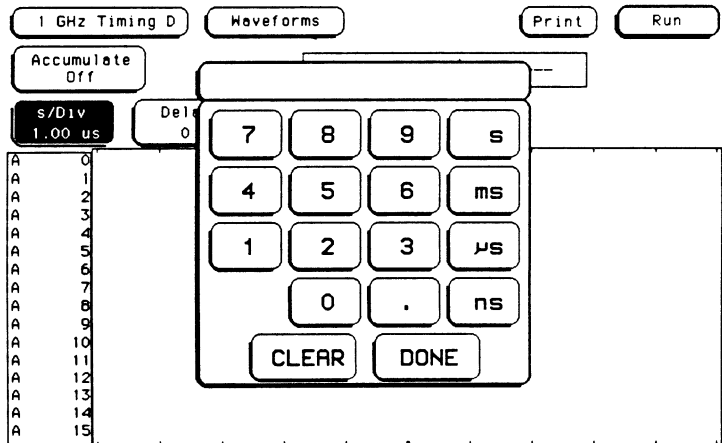 1 GHz Timing D Waveforms Print Run
Accumulate
Off
s/Div
1.00 us
0
7 8 9 s
4 5 6 ms
1 2 3 µs
0 . ns
CLEAR DONE
A 0
A 1
A 2
A 3
A 4
A 5
A 6
A 7
A 8
A 9
A 10
A 11
A 12
A 13
A 14
A 15